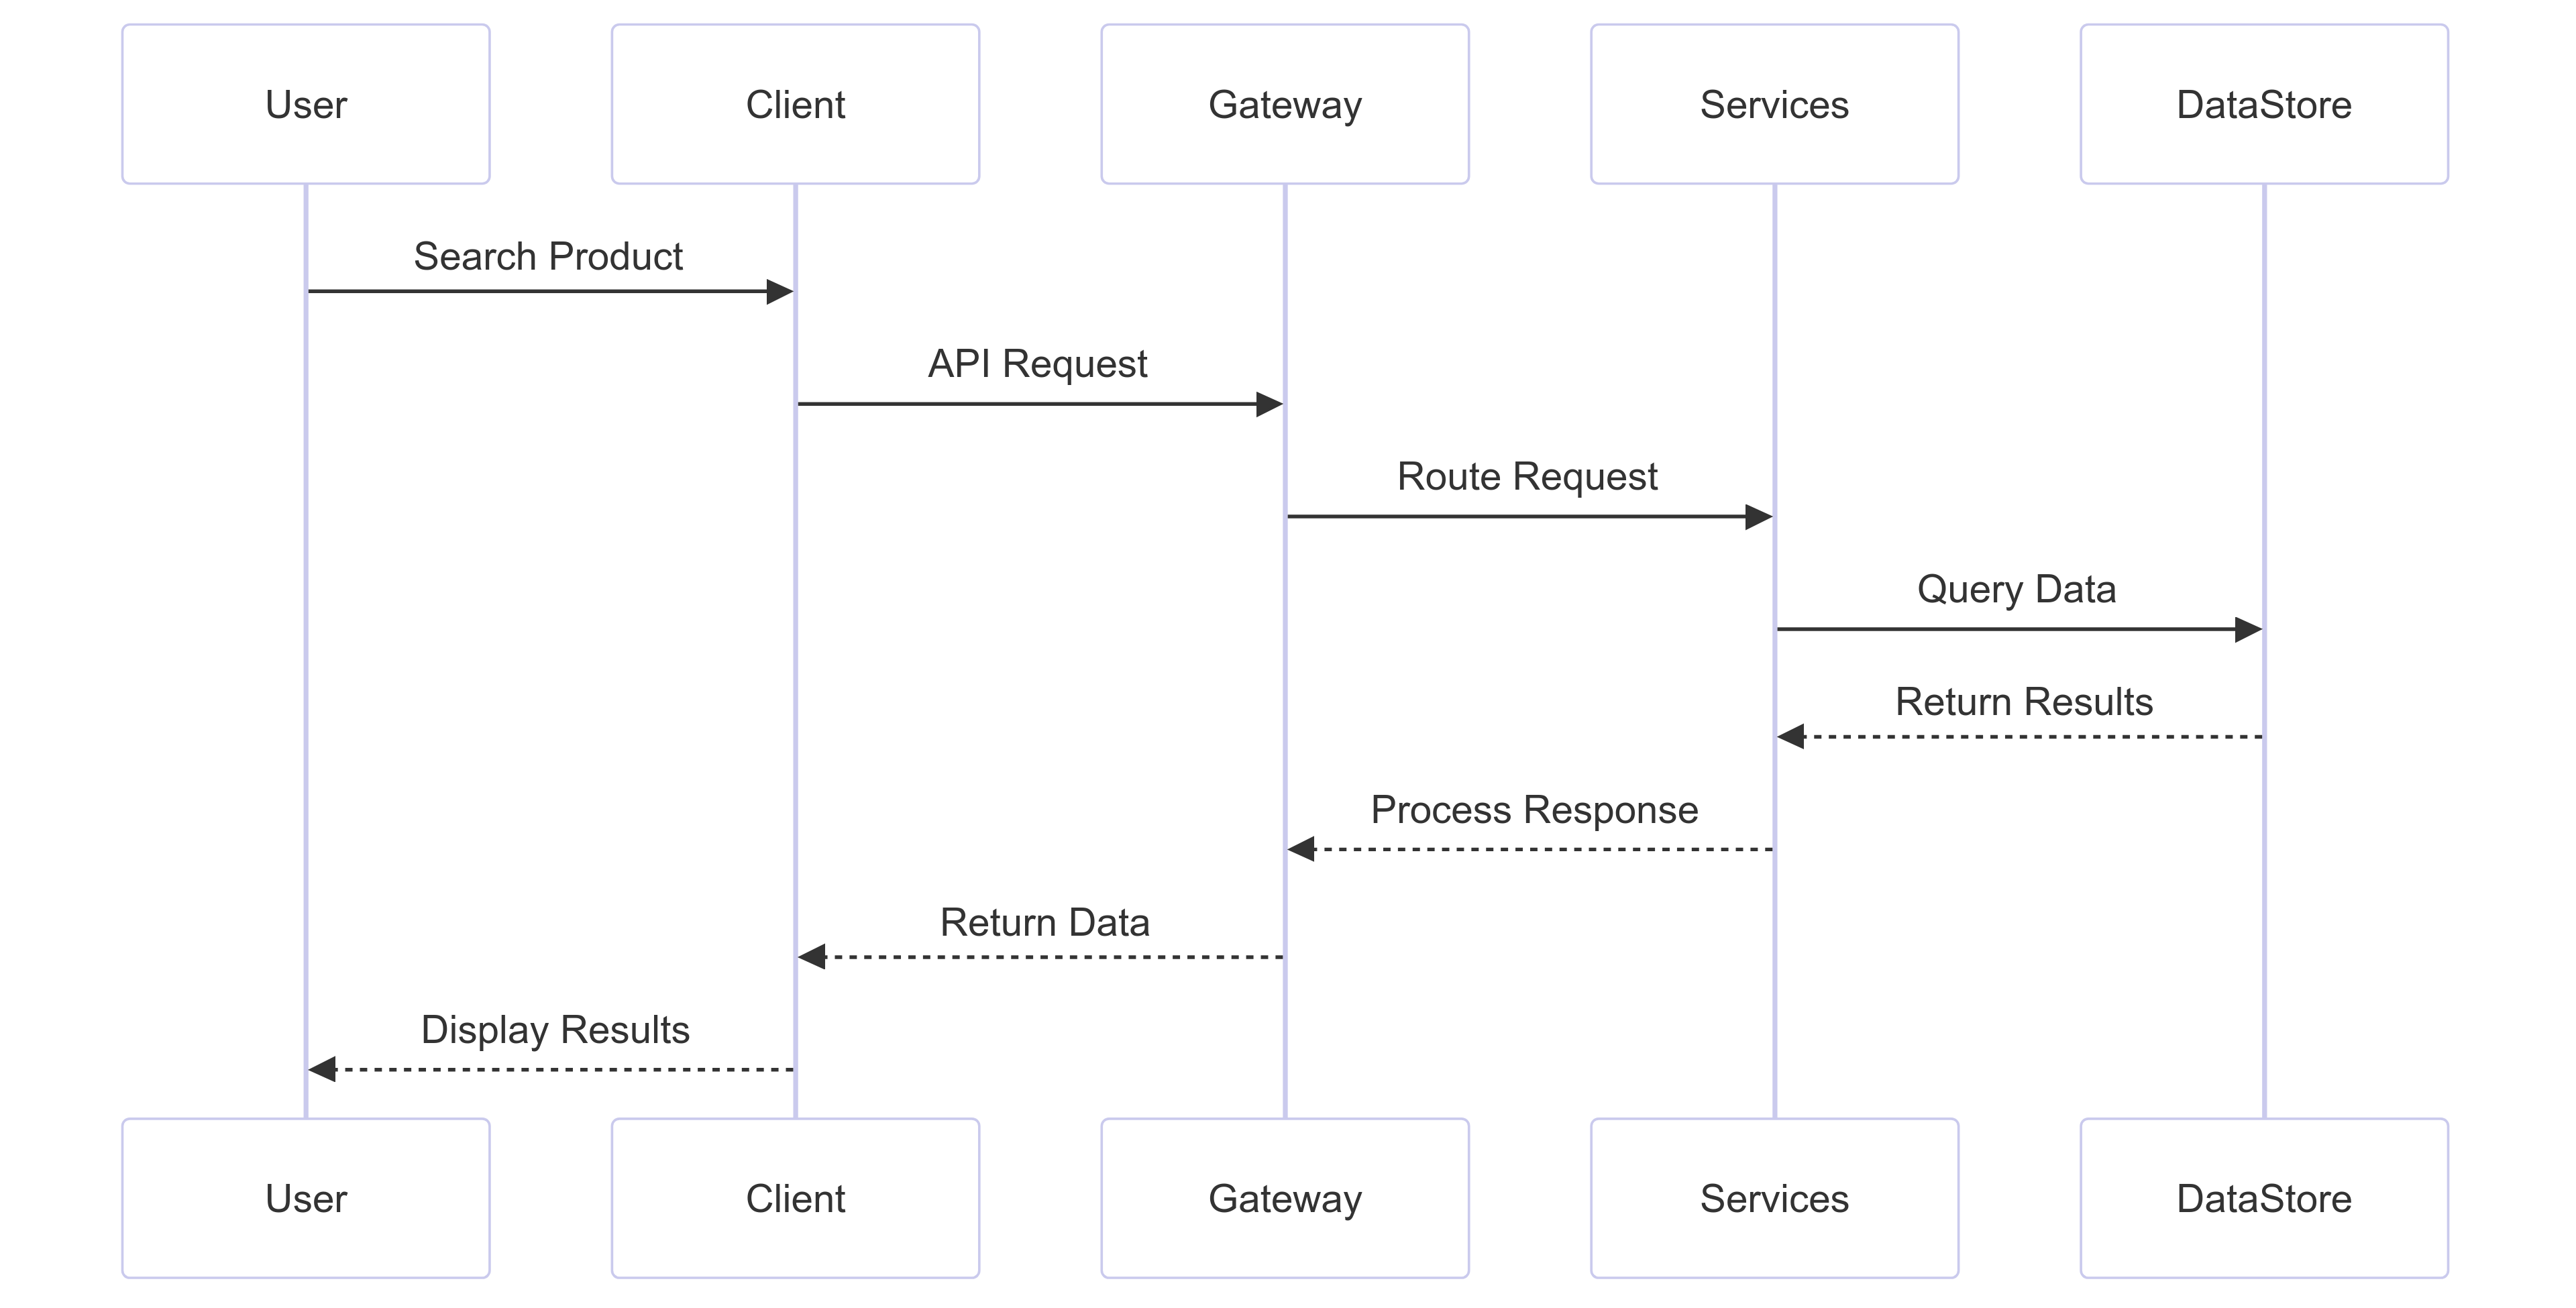 User
Client
Gateway
Services
DataStore
Search Product
API Request
Route Request
Query Data
Return Results
Process Response
Return Data
Display Results
User
Client
Gateway
Services
DataStore